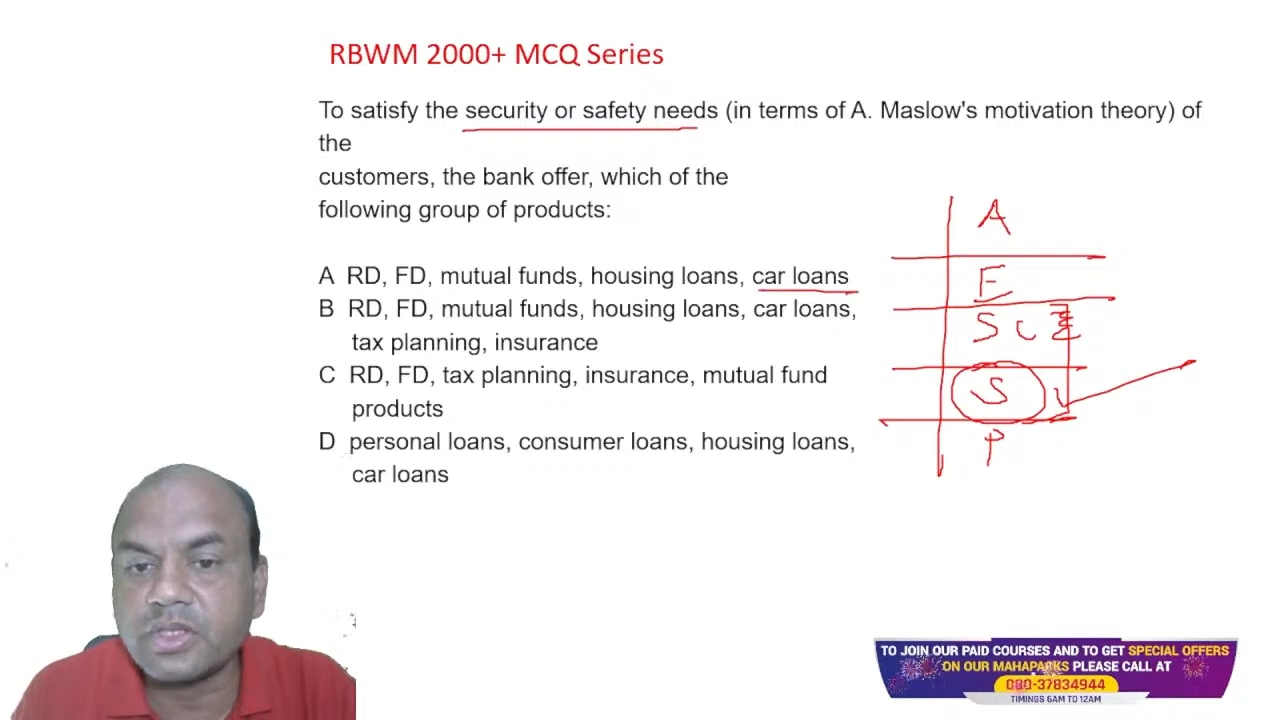 RBWM 2000+ MCQ Series
To satisfy the security or safety needs (in terms of A. Maslow's motivation theory) of
the
customers, the bank offer, which of the
following group of products:
A RD, FD, mutual funds, housing loans, car loans
B RD, FD, mutual funds, housing loans, car loans,
tax planning, insurance
C RD, FD, tax planning, insurance, mutual fund
products
D personal loans, consumer loans, housing loans,
car loans
A
E
S
S
P
TO JOIN OUR PAID COURSES AND TO GET SPECIAL OFFERS
ON OUR MAHAPACKS PLEASE CALL AT
080-37834944
TIMINGS 6AM TO 12AM